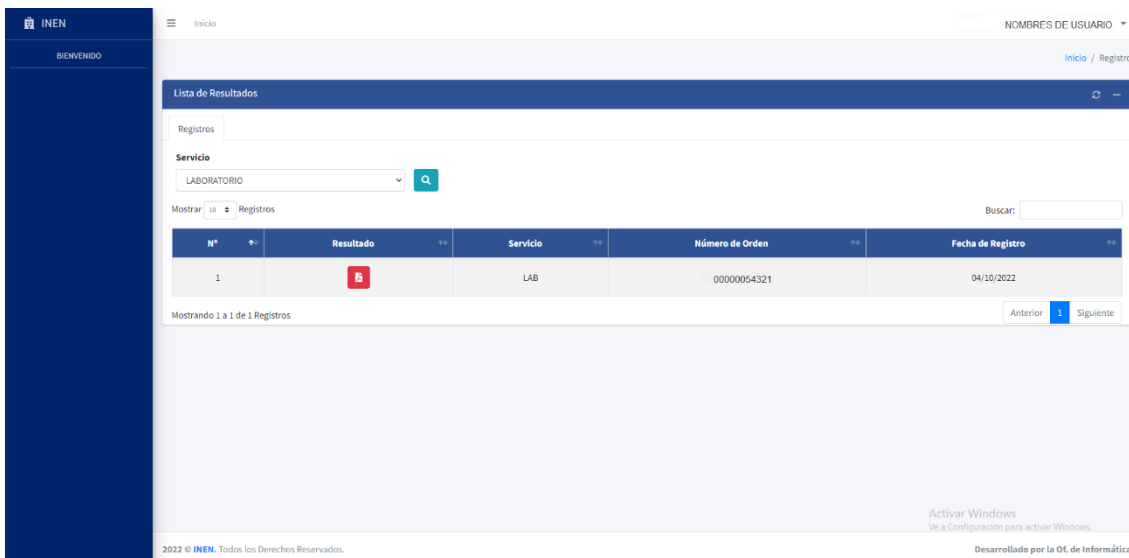 INEN
Inicio
NOMBRES DE USUARIO
BIENVENIDO
Inicio / Registro
Lista de Resultados
Registros
Servicio
LABORATORIO
Mostrar 10 Registros
Buscar:
N° Resultado Servicio Número de Orden Fecha de Registro
1 LAB 00000054321 04/10/2022
Mostrando 1 a 1 de 1 Registros
Anterior 1 Siguiente
Activar Windows
Ve a Configuración para activar Windows.
2022 © INEN. Todos los Derechos Reservados.
Desarrollado por la Of. de Informática